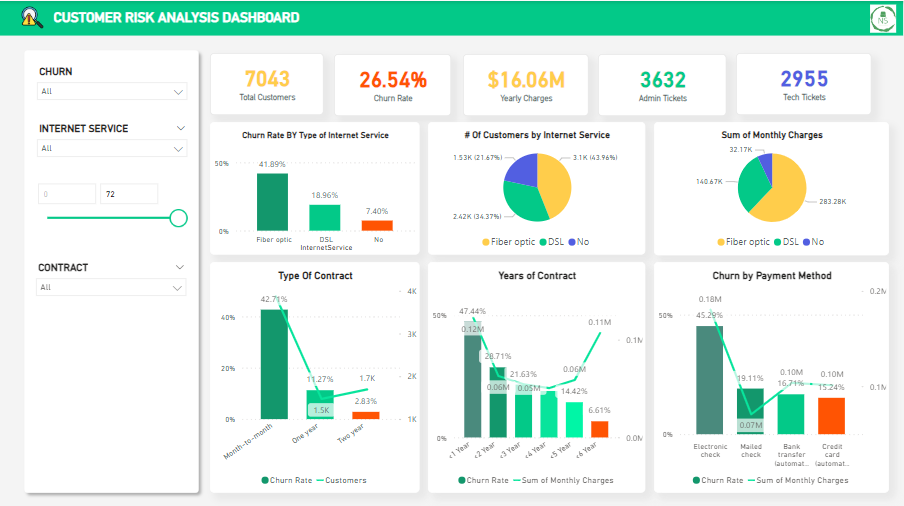 CUSTOMER RISK ANALYSIS DASHBOARD
NS
CHURN
All
INTERNET SERVICE
All
0
72
CONTRACT
All
7043
Total Customers
26.54%
Churn Rate
$16.06M
Yearly Charges
3632
Admin Tickets
2955
Tech Tickets
Churn Rate BY Type of Internet Service
50%
0%
41.89%
18.96%
7.40%
Fiber optic
DSL
No
InternetService
# Of Customers by Internet Service
1.53K (21.67%)
3.1K (43.96%)
2.42K (34.37%)
Fiber optic DSL No
Sum of Monthly Charges
32.17K
140.67K
283.28K
Fiber optic DSL No
Type Of Contract
40%
20%
0%
4K
3K
2K
1K
42.71%
11.27%
1.5K
1.7K
2.83%
Month-to-month
One year
Two year
Churn Rate Customers
Years of Contract
50%
0%
0.1M
0.0M
47.44%
0.12M
28.71%
0.06M
21.63%
0.05M
0.06M
14.42%
0.11M
6.61%
<1 Year
<2 Year
<3 Year
<4 Year
<5 Year
<6 Year
Churn Rate Sum of Monthly Charges
Churn by Payment Method
50%
0%
0.2M
0.1M
0.18M
45.29%
19.11%
0.07M
0.10M
16.71%
0.10M
15.24%
Electronic
check
Mailed
check
Bank
transfer
(automat...
Credit
card
(automat...
Churn Rate Sum of Monthly Charges